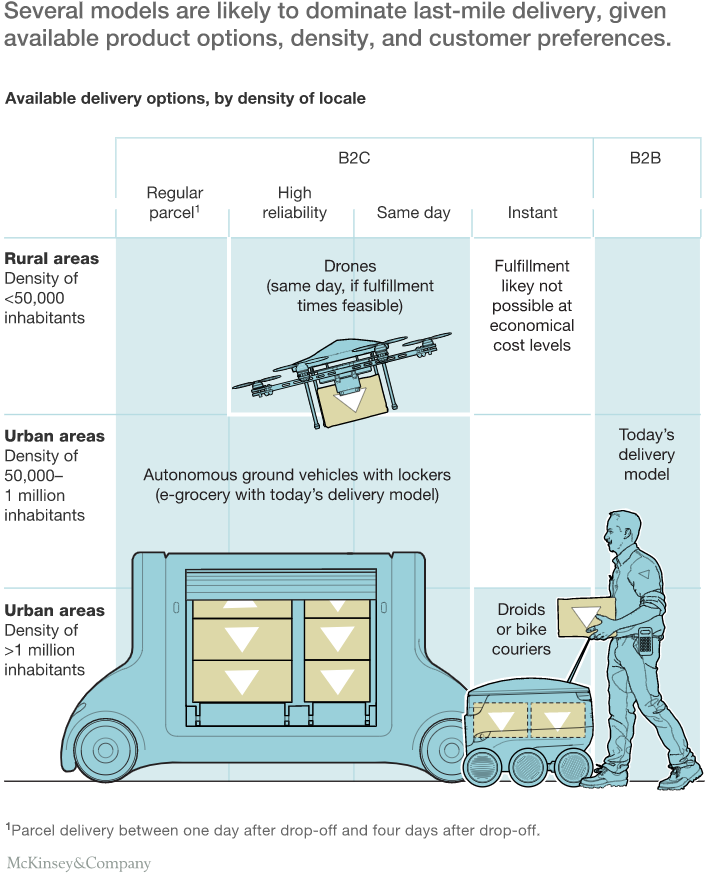 Several models are likely to dominate last-mile delivery, given
available product options, density, and customer preferences.
Available delivery options, by density of locale
B2C
B2B
Regular
parcel1
High
reliability
Same day
Instant
Rural areas
Density of
<50,000
inhabitants
Drones
(same day, if fulfillment
times feasible)
Fulfillment
likey not
possible at
economical
cost levels
Urban areas
Density of
50,000–
1 million
inhabitants
Autonomous ground vehicles with lockers
(e-grocery with today's delivery model)
Today's
delivery
model
Urban areas
Density of
>1 million
inhabitants
Droids
or bike
couriers
1Parcel delivery between one day after drop-off and four days after drop-off.
McKinsey&Company